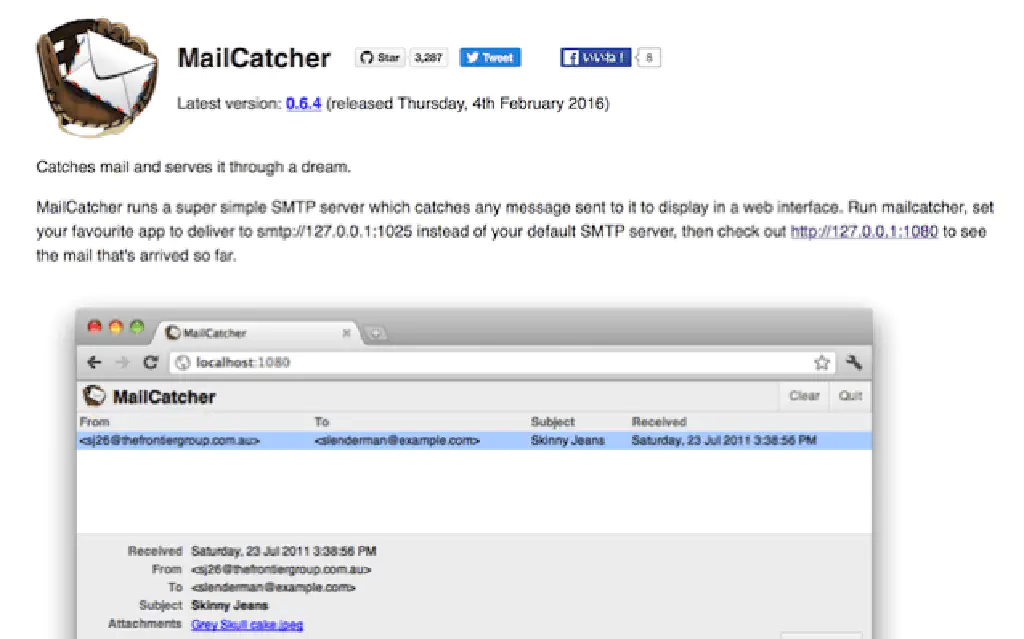 MailCatcher Star 3,287 Tweet いいね！ 8
Latest version: 0.6.4 (released Thursday, 4th February 2016)
Catches mail and serves it through a dream.
MailCatcher runs a super simple SMTP server which catches any message sent to it to display in a web interface. Run mailcatcher, set
your favourite app to deliver to smtp://127.0.0.1:1025 instead of your default SMTP server, then check out http://127.0.0.1:1080 to see
the mail that's arrived so far.
MailCatcher
localhost:1080
MailCatcher Clear Quit
From To Subject Received
<sj26@thefrontiergroup.com.au> <slenderman@example.com> Skinny Jeans Saturday, 23 Jul 2011 3:38:56 PM
Received Saturday, 23 Jul 2011 3:38:56 PM
From <sj26@thefrontiergroup.com.au>
To <slenderman@example.com>
Subject Skinny Jeans
Attachments Grey Skull cake.jpeg